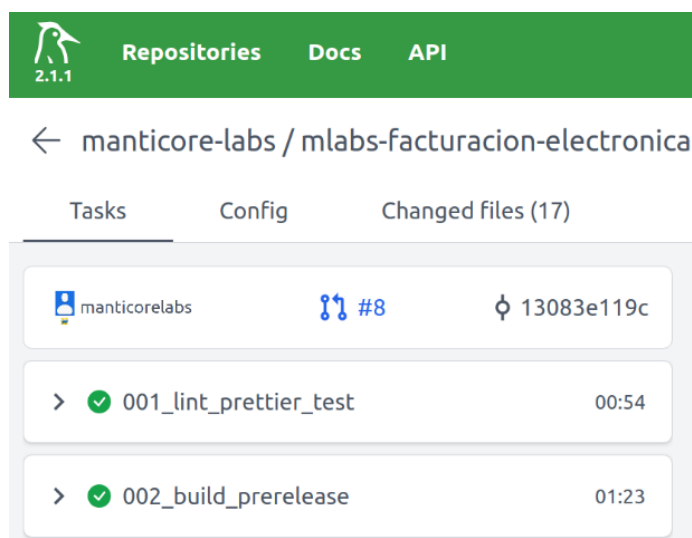 Repositories Docs API
2.1.1
manticore-labs / mlabs-facturacion-electronica
Tasks Config Changed files (17)
manticorelabs #8 13083e119c
001_lint_prettier_test 00:54
002_build_prerelease 01:23